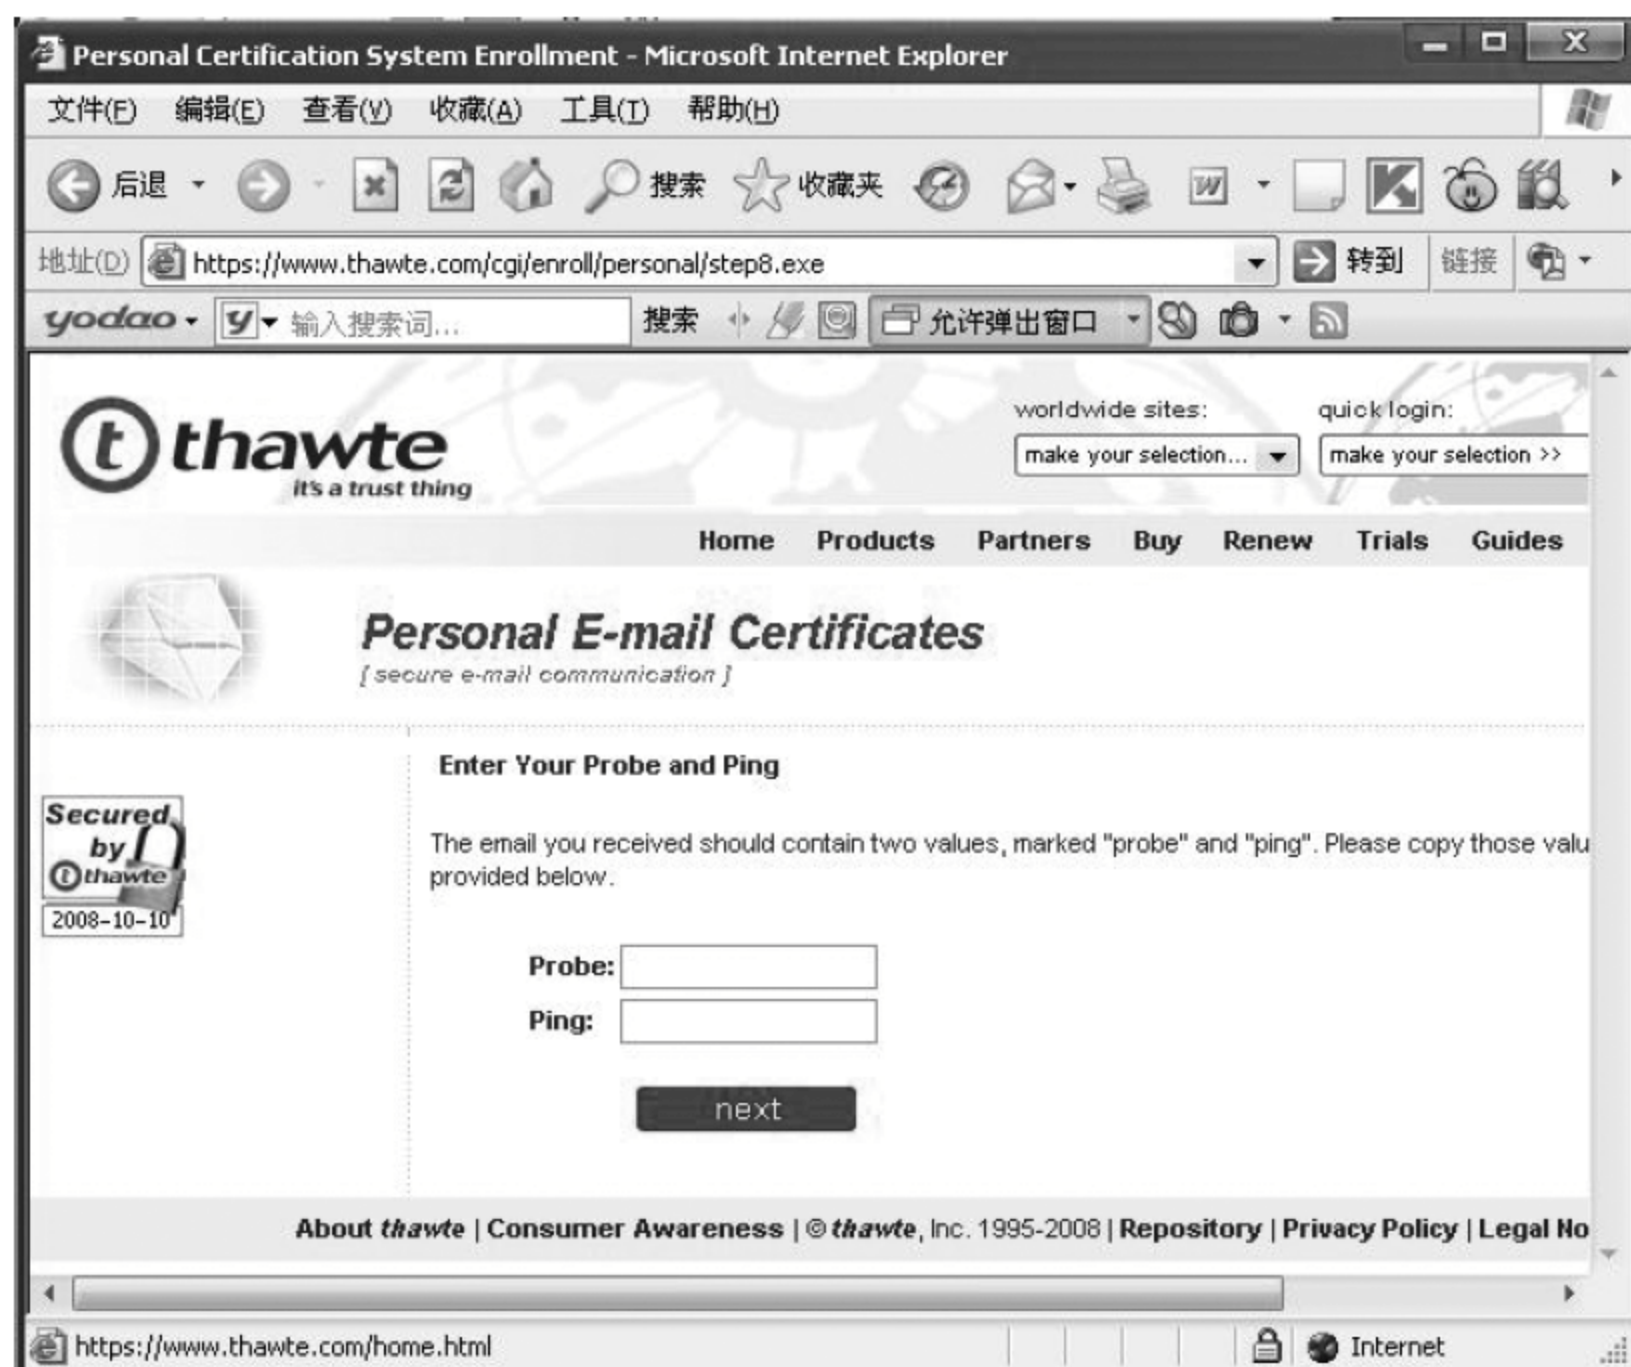 Personal Certification System Enrollment - Microsoft Internet Explorer
文件(F) 编辑(E) 查看(V) 收藏(A) 工具(T) 帮助(H)
后退 搜索 收藏夹
地址(D) https://www.thawte.com/cgi/enroll/personal/step8.exe 转到 链接
yodao 输入搜索词... 搜索 允许弹出窗口
worldwide sites: quick login:
thawte
make your selection... make your selection >>
it's a trust thing
Home Products Partners Buy Renew Trials Guides
Personal E-mail Certificates
[ secure e-mail communication ]
Enter Your Probe and Ping
Secured
by
thawte
2008-10-10
The email you received should contain two values, marked "probe" and "ping". Please copy those valu
provided below.
Probe:
Ping:
next
About thawte | Consumer Awareness | © thawte, Inc. 1995-2008 | Repository | Privacy Policy | Legal No
https://www.thawte.com/home.html Internet